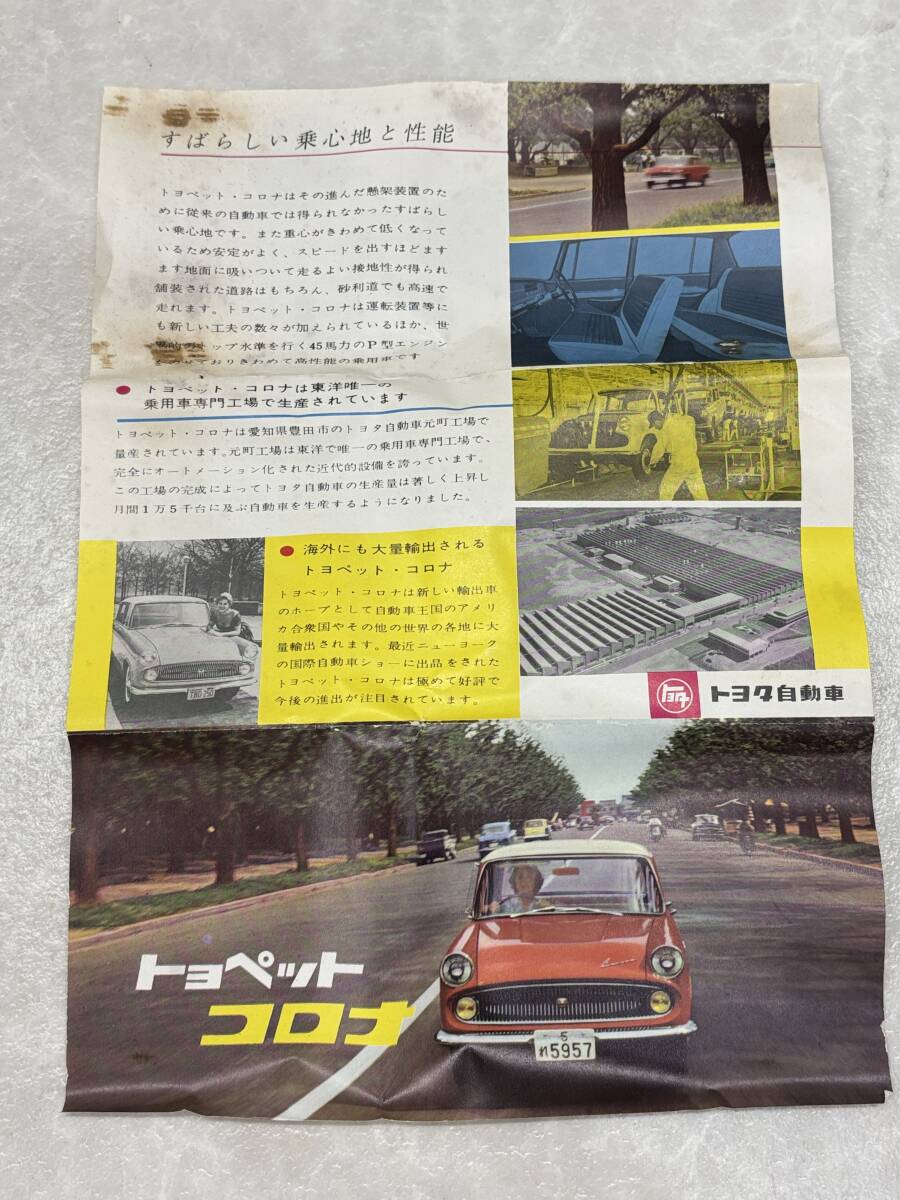 すばらしい乗心地と性能
トヨペット・コロナはその進んだ懸架装置のた
めに従来の自動車では得られなかったすばらし
い乗心地です。また重心がきわめて低くなって
いるため安定がよく、スピードを出すほどます
ます地面に吸いついて走るよい接地性が得られ
舗装された道路はもちろん、砂利道でも高速で
走れます。トヨペット・コロナは運転装置等に
も新しい工夫の数々が加えられているほか、世
界的のトップ水準を行く45馬力のP型エンジン
をのせておりきわめて高性能の乗用車です
● トヨペット・コロナは東洋唯一の
乗用車専門工場で生産されています
トヨペット・コロナは愛知県豊田市のトヨタ自動車元町工場で
量産されています。元町工場は東洋で唯一の乗用車専門工場で、
完全にオートメーション化された近代的設備を誇っています。
この工場の完成によってトヨタ自動車の生産量は著しく上昇し
月間1万5千台に及ぶ自動車を生産するようになりました。
● 海外にも大量輸出される
トヨペット・コロナ
トヨペット・コロナは新しい輸出車
のホープとして自動車王国のアメリ
カ合衆国やその他の世界の各地に大
量輸出されます。最近ニューヨーク
の国際自動車ショーに出品をされた
トヨペット・コロナは極めて好評で
今後の進出が注目されています。
トヨタ トヨタ自動車
トヨペット
コロナ
Corona
5
れ5957